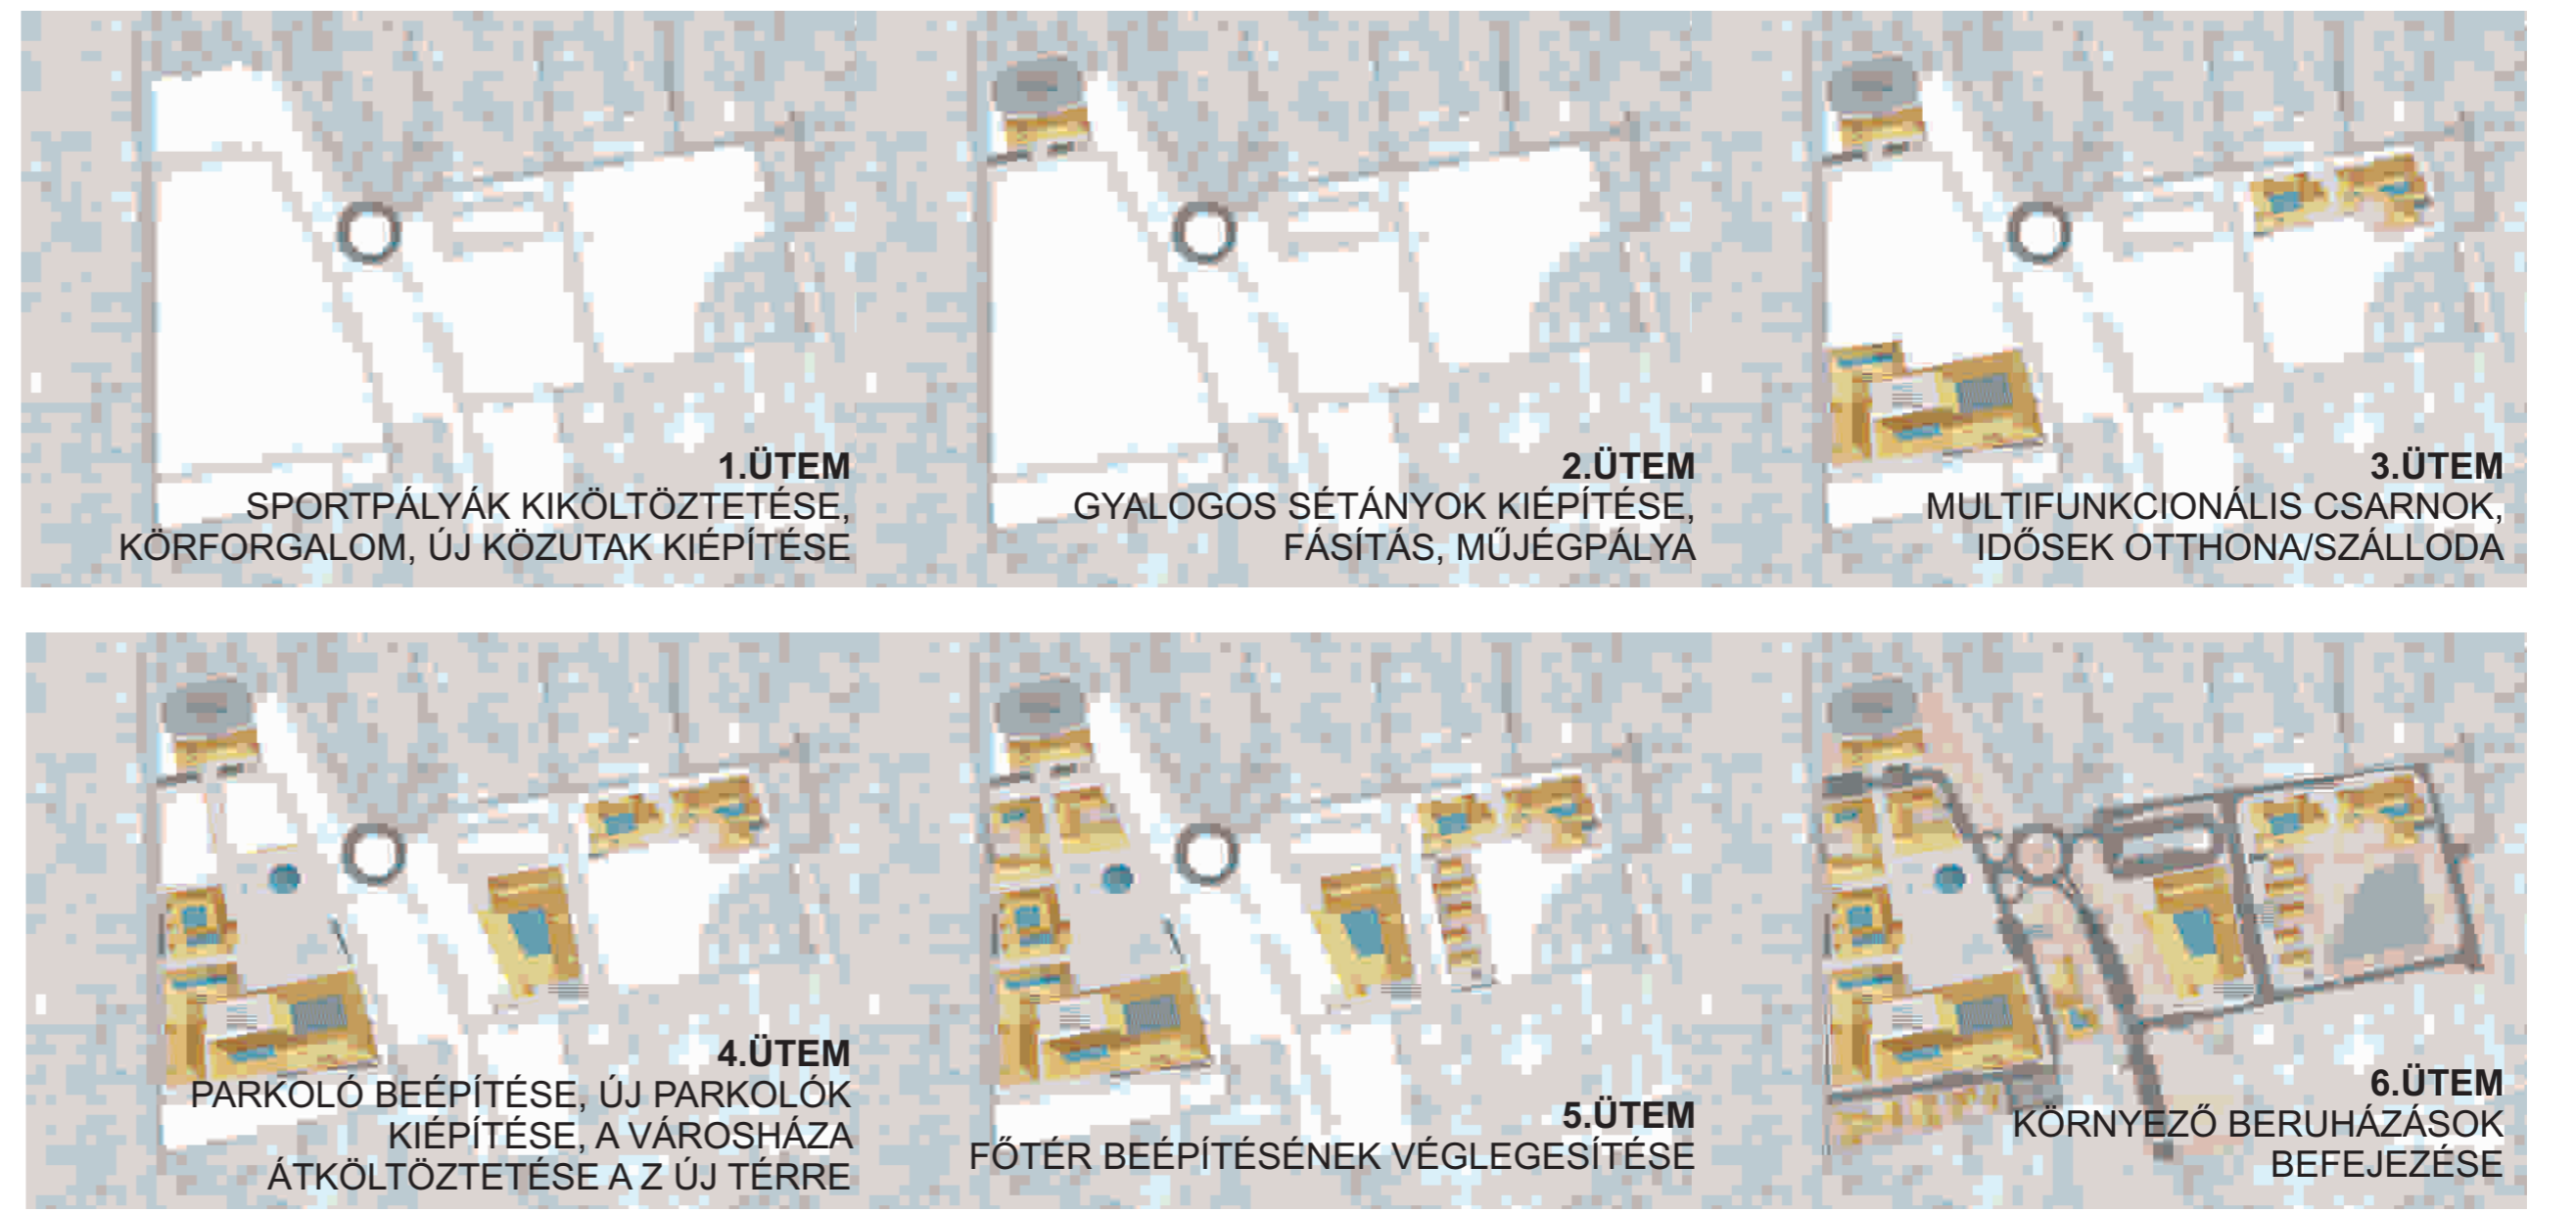 1.ÜTEM
SPORTPÁLYÁK KIKÖLTÖZTETÉSE,
KÖRFORGALOM, ÚJ KÖZUTAK KIÉPÍTÉSE
2.ÜTEM
GYALOGOS SÉTÁNYOK KIÉPÍTÉSE,
FÁSÍTÁS, MŰJÉGPÁLYA
3.ÜTEM
MULTIFUNKCIONÁLIS CSARNOK,
IDŐSEK OTTHONA/SZÁLLODA
4.ÜTEM
PARKOLÓ BEÉPÍTÉSE, ÚJ PARKOLÓK
KIÉPÍTÉSE, A VÁROSHÁZA
ÁTKÖLTÖZTETÉSE A Z ÚJ TÉRRE
5.ÜTEM
FŐTÉR BEÉPÍTÉSÉNEK VÉGLEGESÍTÉSE
6.ÜTEM
KÖRNYEZŐ BERUHÁZÁSOK
BEFEJEZÉSE